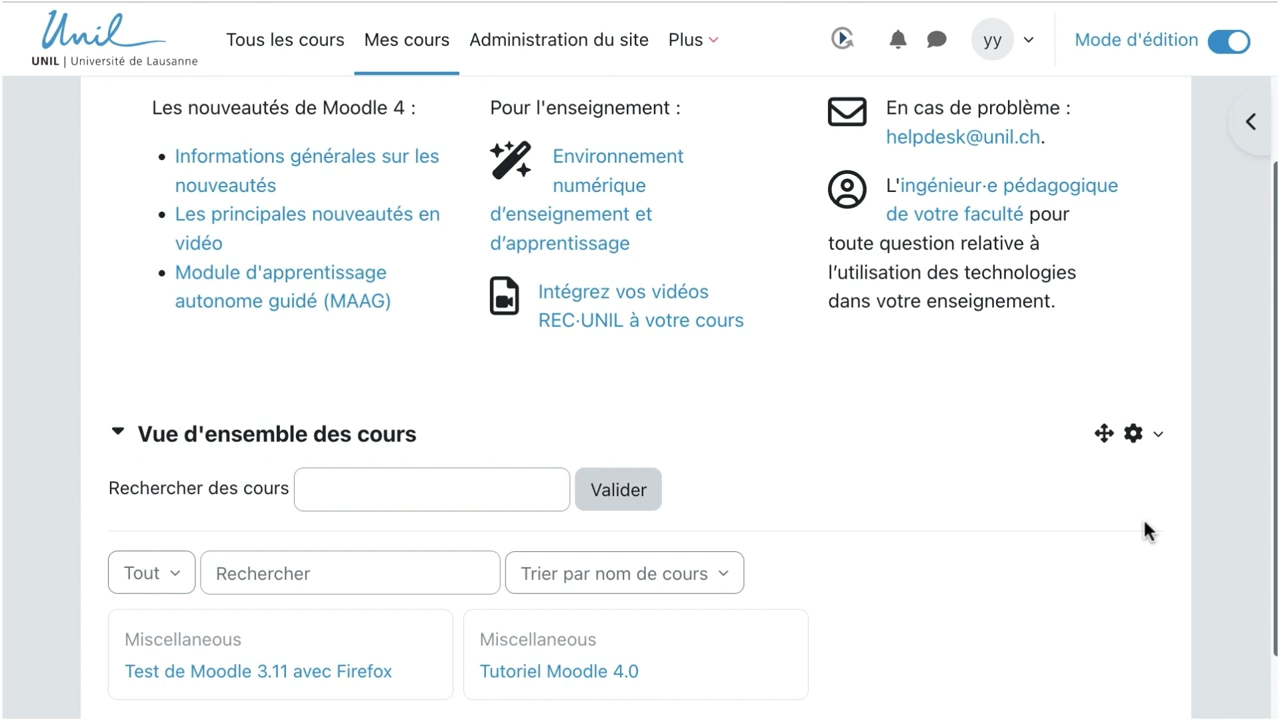 Unil
UNIL | Université de Lausanne
Tous les cours
Mes cours
Administration du site
Plus
yy
Mode d'édition
Les nouveautés de Moodle 4 :
Informations générales sur les
nouveautés
Les principales nouveautés en
vidéo
Module d'apprentissage
autonome guidé (MAAG)
Pour l'enseignement :
Environnement
numérique
d’enseignement et
d’apprentissage
Intégrez vos vidéos
REC·UNIL à votre cours
En cas de problème :
helpdesk@unil.ch.
L'ingénieur·e pédagogique
de votre faculté pour
toute question relative à
l’utilisation des technologies
dans votre enseignement.
Vue d'ensemble des cours
Rechercher des cours
Valider
Tout
Rechercher
Trier par nom de cours
Miscellaneous
Test de Moodle 3.11 avec Firefox
Miscellaneous
Tutoriel Moodle 4.0